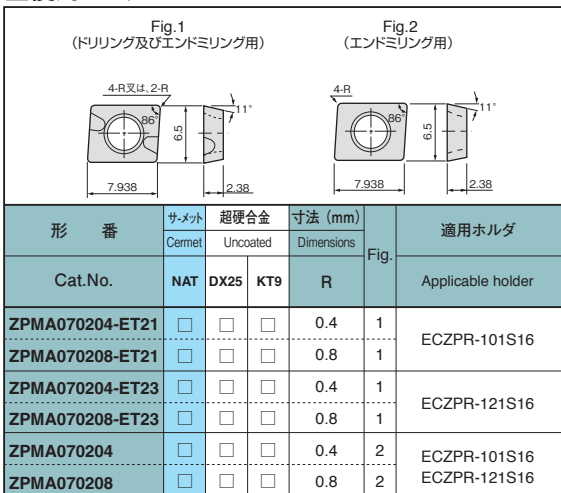 Fig.1
(ドリリング及びエンドミリング用)
Fig.2
(エンドミリング用)
4-R又は、2-R
11°
86°
6.5
7.938
2.38
4-R
11°
86°
6.5
7.938
2.38
形 番
サーメット
超硬合金
寸法 (mm)
Fig.
適用ホルダ
Cermet
Uncoated
Dimensions
Cat.No.
NAT DX25 KT9 R Applicable holder
ZPMA070204-ET21 □ □ □ 0.4 1
ECZPR-101S16
ZPMA070208-ET21 □ □ □ 0.8 1
ZPMA070204-ET23 □ □ □ 0.4 1
ECZPR-121S16
ZPMA070208-ET23 □ □ □ 0.8 1
ZPMA070204 □ □ □ 0.4 2 ECZPR-101S16
ZPMA070208 □ □ □ 0.8 2 ECZPR-121S16